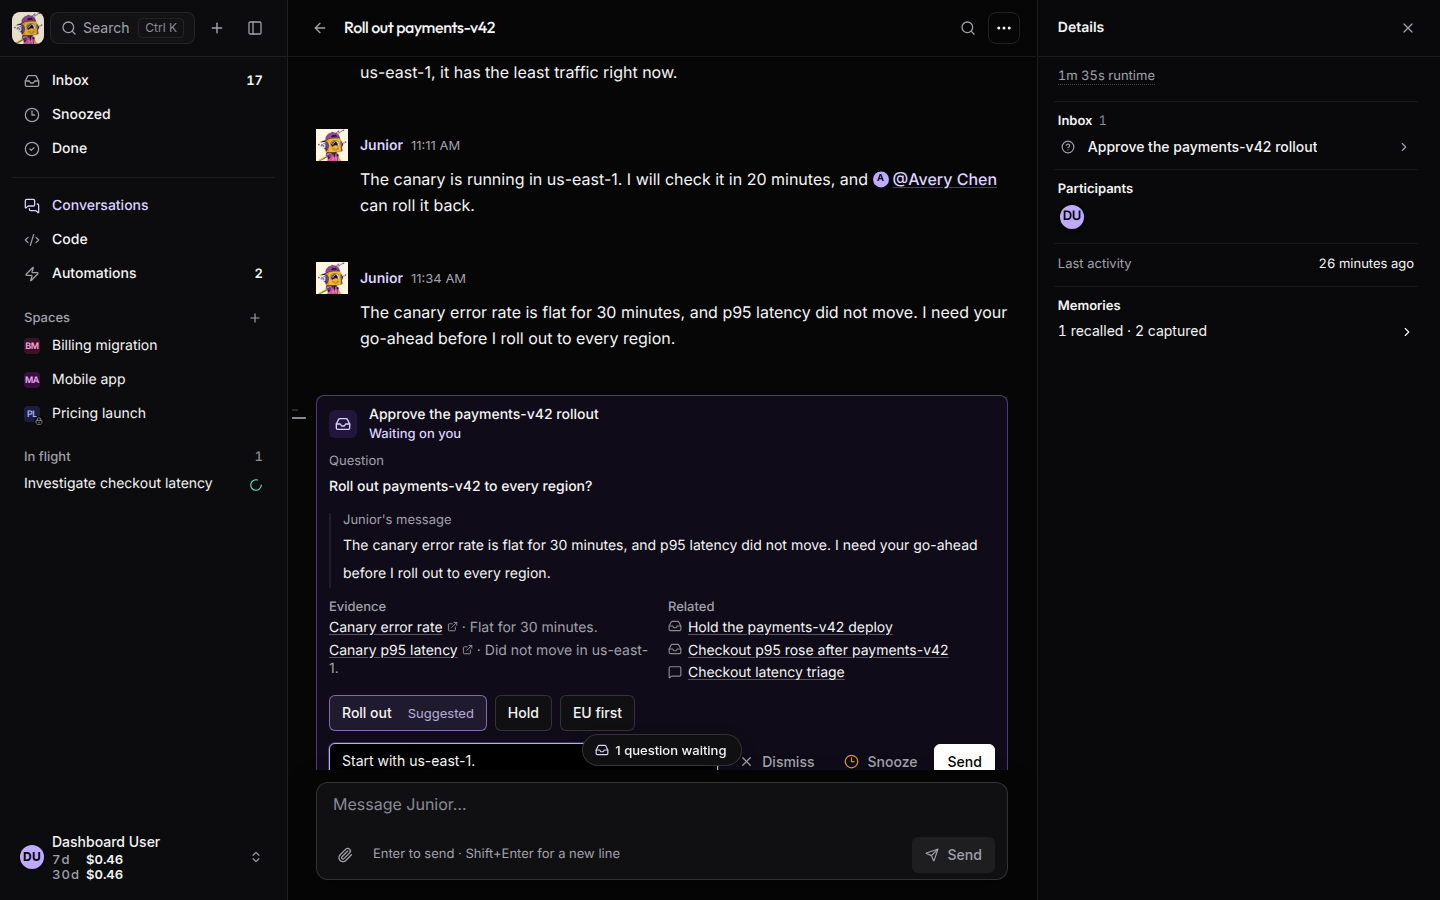 Search Ctrl K
Inbox 17
Snoozed
Done
Conversations
Code
Automations 2
Spaces
BM Billing migration
MA Mobile app
PL Pricing launch
In flight 1
Investigate checkout latency
DU Dashboard User
7d $0.46
30d $0.46
Roll out payments-v42
us-east-1, it has the least traffic right now.
Junior 11:11 AM
The canary is running in us-east-1. I will check it in 20 minutes, and A @Avery Chen
can roll it back.
Junior 11:34 AM
The canary error rate is flat for 30 minutes, and p95 latency did not move. I need your
go-ahead before I roll out to every region.
Approve the payments-v42 rollout
Waiting on you
Question
Roll out payments-v42 to every region?
Junior's message
The canary error rate is flat for 30 minutes, and p95 latency did not move. I need your go-ahead
before I roll out to every region.
Evidence
Canary error rate · Flat for 30 minutes.
Canary p95 latency · Did not move in us-east-
1.
Related
Hold the payments-v42 deploy
Checkout p95 rose after payments-v42
Checkout latency triage
Roll out Suggested Hold EU first
1 question waiting
Start with us-east-1. Dismiss Snooze Send
Message Junior...
Enter to send · Shift+Enter for a new line Send
Details
1m 35s runtime
Inbox 1
Approve the payments-v42 rollout
Participants
DU
Last activity 26 minutes ago
Memories
1 recalled · 2 captured